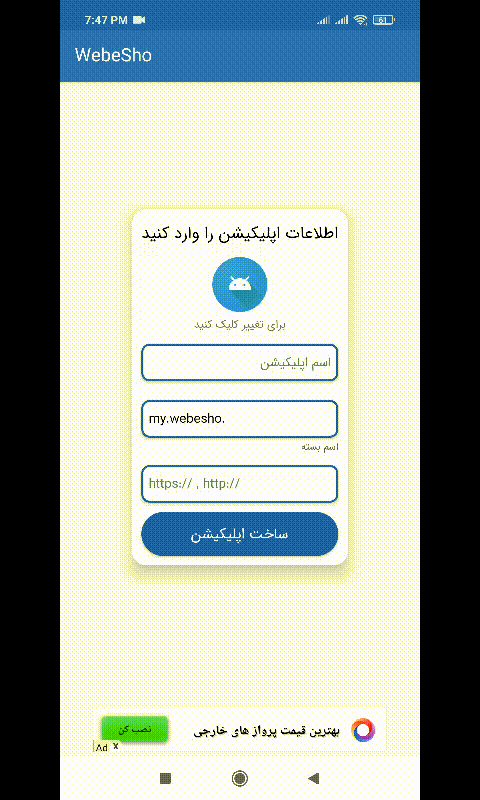 7:47 PM
61
WebeSho
اطلاعات اپلیکیشن را وارد کنید
برای تغییر کلیک کنید
اسم اپلیکیشن
my.webesho.
اسم بسته
https:// , http://
ساخت اپلیکیشن
بهترین قیمت پرواز های خارجی
نصب کن
Ad X